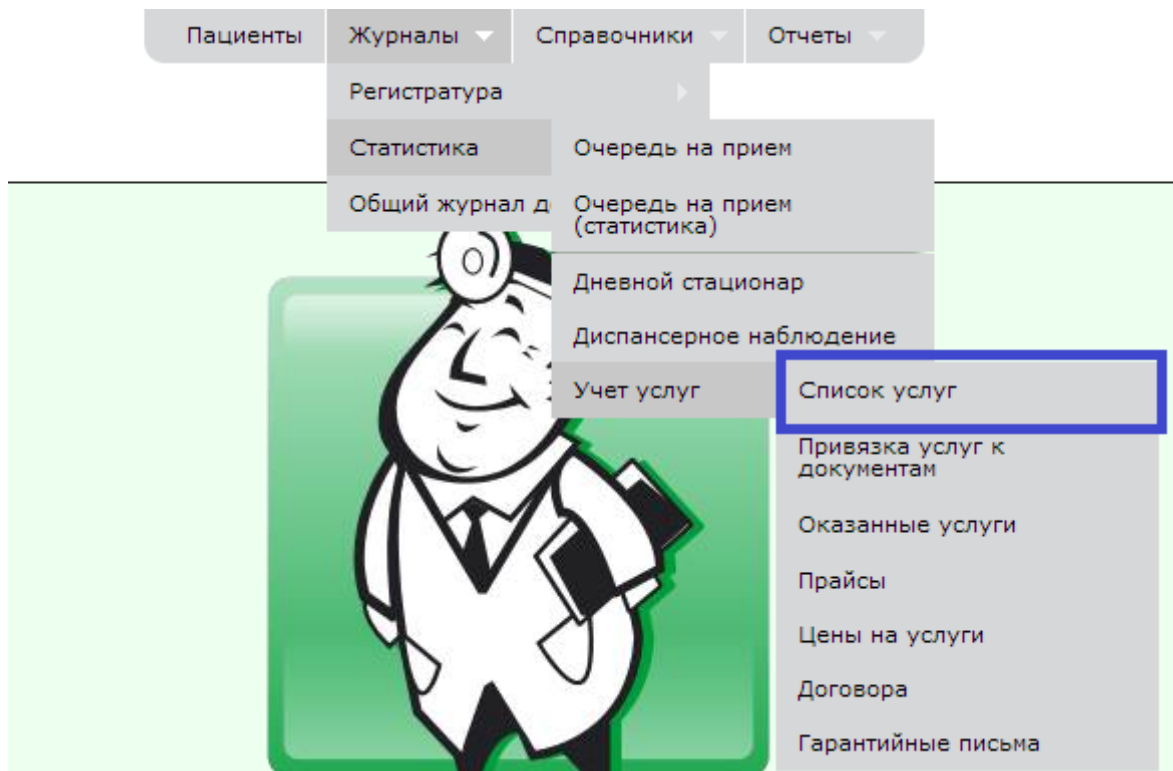 Пациенты Журналы Справочники Отчеты
Регистратура
Статистика
Общий журнал д
Очередь на прием
Очередь на прием
(статистика)
Дневной стационар
Диспансерное наблюдение
Учет услуг
Список услуг
Привязка услуг к
документам
Оказанные услуги
Прайсы
Цены на услуги
Договора
Гарантийные письма